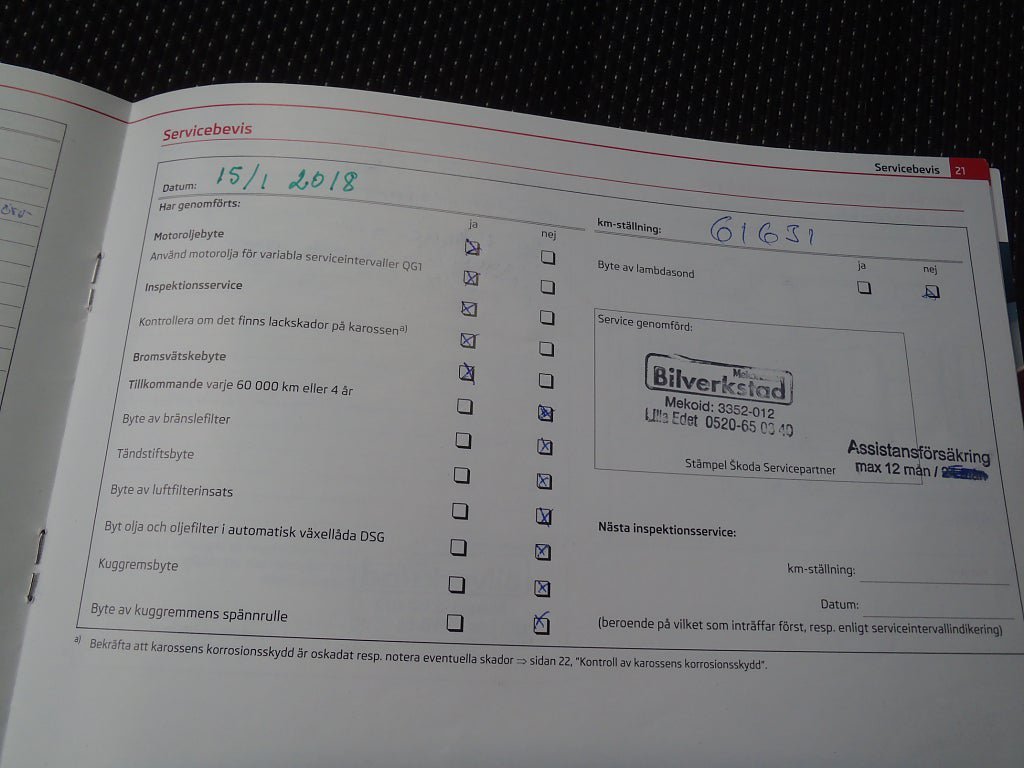 Servicebevis
Servicebevis 21
Datum: 15/1 2018
Har genomförts:
ja nej
Motoroljebyte
Använd motorolja för variabla serviceintervaller QG1
Inspektionsservice
Kontrollera om det finns lackskador på karossen a)
Bromsvätskebyte
Tillkommande varje 60 000 km eller 4 år
Byte av bränslefilter
Tändstiftsbyte
Byte av luftfilterinsats
Byt olja och oljefilter i automatisk växellåda DSG
Kuggremsbyte
Byte av kuggremmens spännrulle
km-ställning: 61631
ja nej
Byte av lambdasond
Service genomförd:
Bilverkstad
Mekoid: 3352-012
Lilla Edet 0520-65 00 40
Stämpel Škoda Servicepartner
Assistansförsäkring
max 12 mån /
Nästa inspektionsservice:
km-ställning:
Datum:
(beroende på vilket som inträffar först, resp. enligt serviceintervallindikering)
a) Bekräfta att karossens korrosionsskydd är oskadat resp. notera eventuella skador ⇒ sidan 22, "Kontroll av karossens korrosionsskydd".